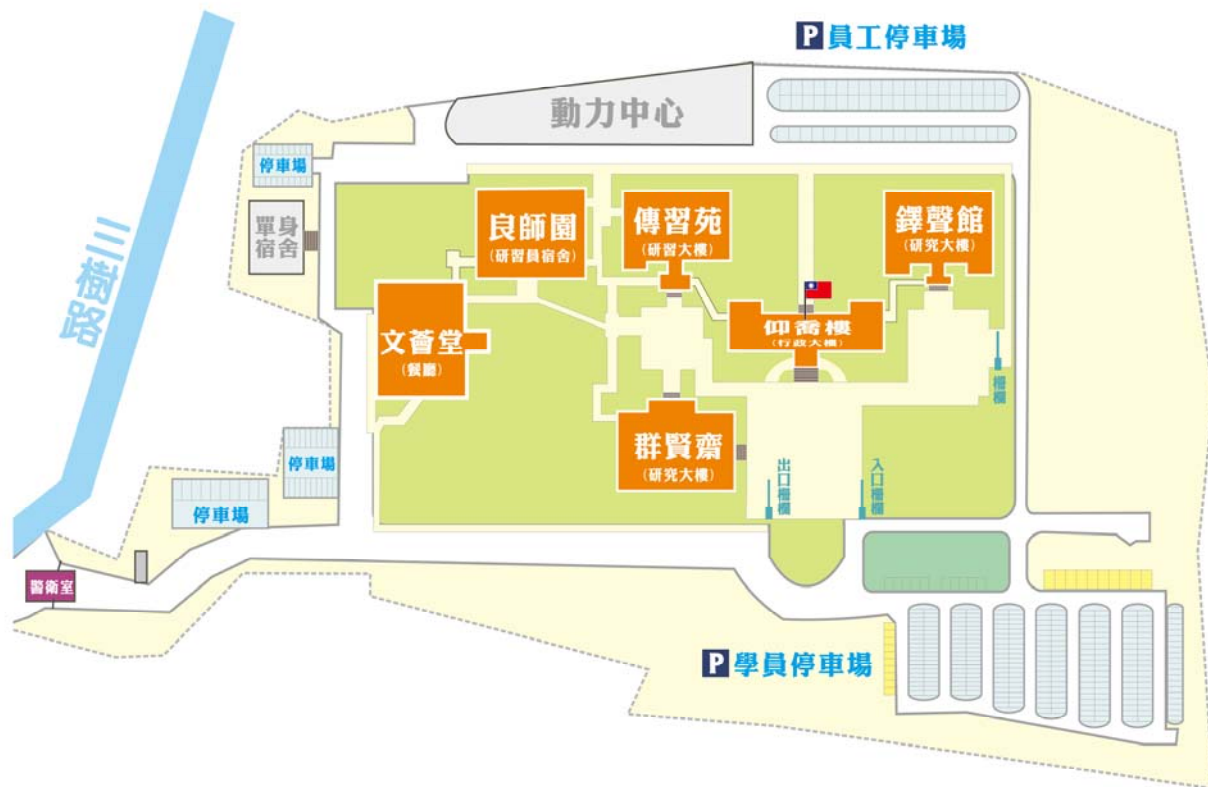 P 員工停車場
動力中心
停車場
單身
宿舍
三樹路
良師園
(研習員宿舍)
傳習苑
(研習大樓)
鐸聲館
(研究大樓)
仰喬樓
(行政大樓)
文薈堂
(餐廳)
柵欄
群賢齋
(研究大樓)
出口柵欄
入口柵欄
停車場
停車場
警衛室
P 學員停車場